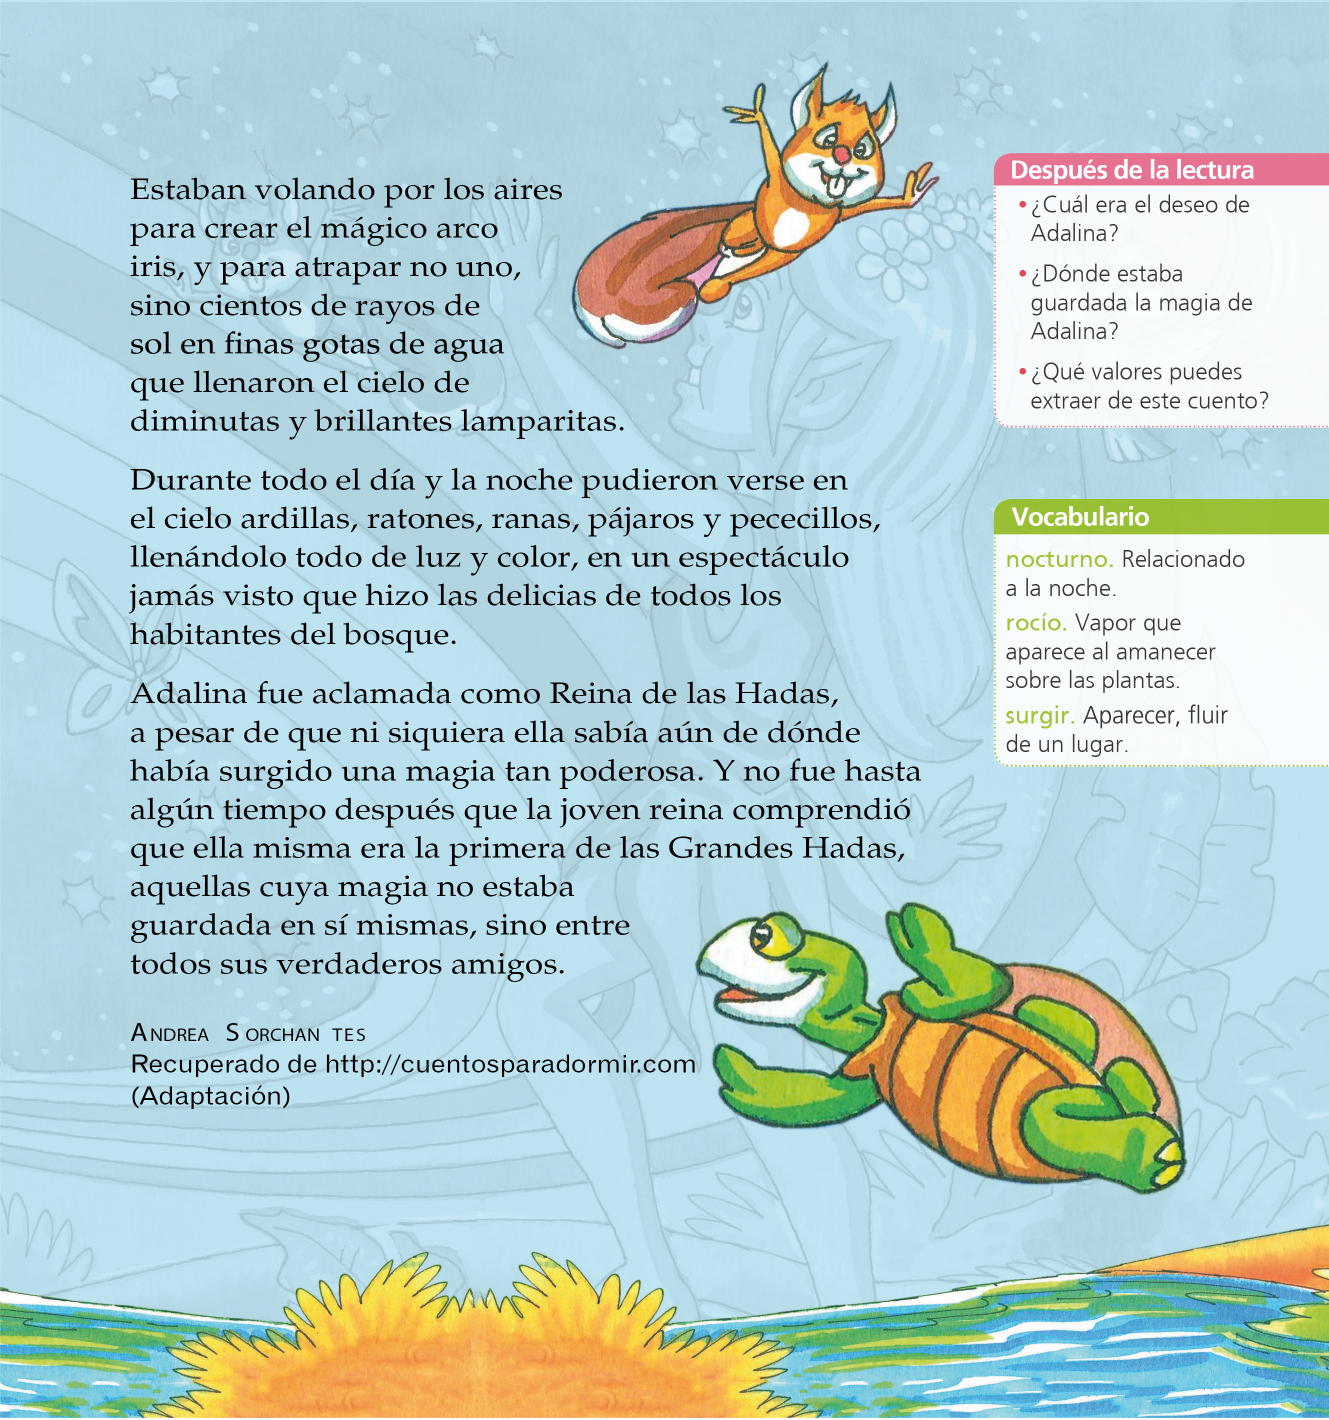 Estaban volando por los aires
para crear el mágico arco
iris, y para atrapar no uno,
sino cientos de rayos de
sol en finas gotas de agua
que llenaron el cielo de
diminutas y brillantes lamparitas.
Durante todo el día y la noche pudieron verse en
el cielo ardillas, ratones, ranas, pájaros y pececillos,
llenándolo todo de luz y color, en un espectáculo
jamás visto que hizo las delicias de todos los
habitantes del bosque.
Adalina fue aclamada como Reina de las Hadas,
a pesar de que ni siquiera ella sabía aún de dónde
había surgido una magia tan poderosa. Y no fue hasta
algún tiempo después que la joven reina comprendió
que ella misma era la primera de las Grandes Hadas,
aquellas cuya magia no estaba
guardada en sí mismas, sino entre
todos sus verdaderos amigos.
ANDREA SORCHAN TES
Recuperado de http://cuentosparadormir.com
(Adaptación)
Después de la lectura
• ¿Cuál era el deseo de
Adalina?
• ¿Dónde estaba
guardada la magia de
Adalina?
• ¿Qué valores puedes
extraer de este cuento?
Vocabulario
nocturno. Relacionado
a la noche.
rocío. Vapor que
aparece al amanecer
sobre las plantas.
surgir. Aparecer, fluir
de un lugar.